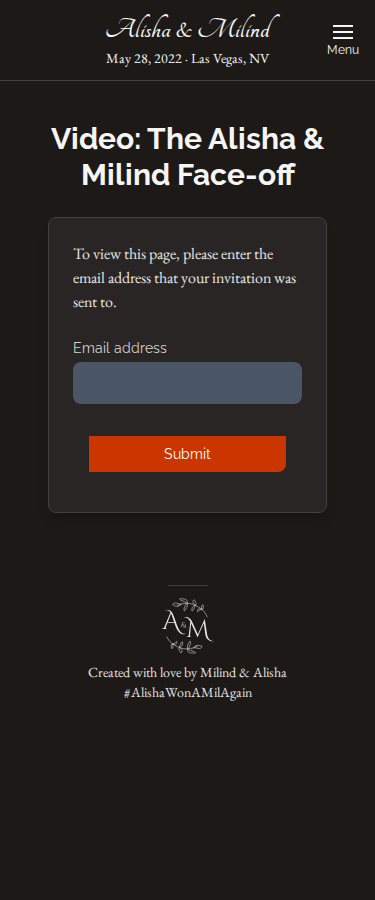 Alisha & Milind
May 28, 2022 · Las Vegas, NV
Menu
Video: The Alisha &
Milind Face-off
To view this page, please enter the
email address that your invitation was
sent to.
Email address
Submit
A & M
Created with love by Milind & Alisha
#AlishaWonAMilAgain